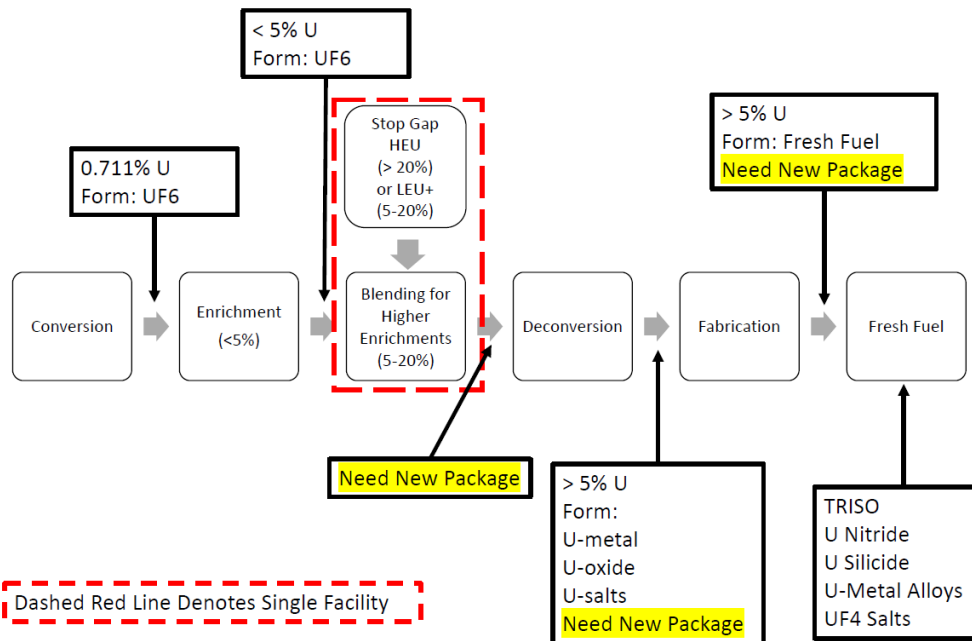 < 5% U
Form: UF6
Stop Gap
HEU
(> 20%)
or LEU+
(5-20%)
> 5% U
Form: Fresh Fuel
Need New Package
0.711% U
Form: UF6
Conversion
Enrichment
(<5%)
Blending for
Higher
Enrichments
(5-20%)
Deconversion
Fabrication
Fresh Fuel
Need New Package
> 5% U
Form:
U-metal
U-oxide
U-salts
Need New Package
TRISO
U Nitride
U Silicide
U-Metal Alloys
UF4 Salts
Dashed Red Line Denotes Single Facility